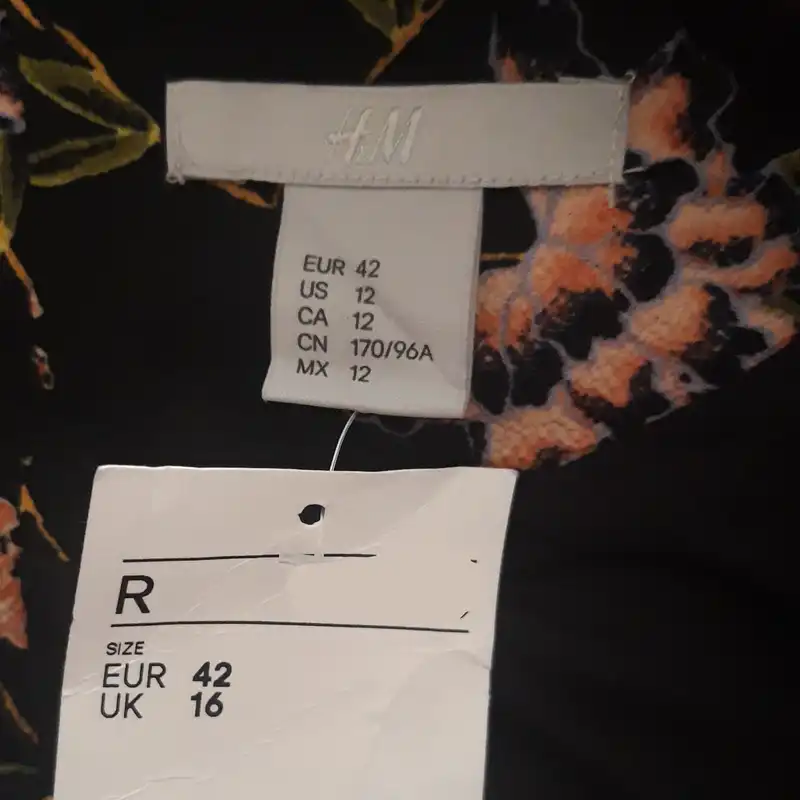 H&M
EUR 42
US 12
CA 12
CN 170/96A
MX 12
R
SIZE
EUR 42
UK 16